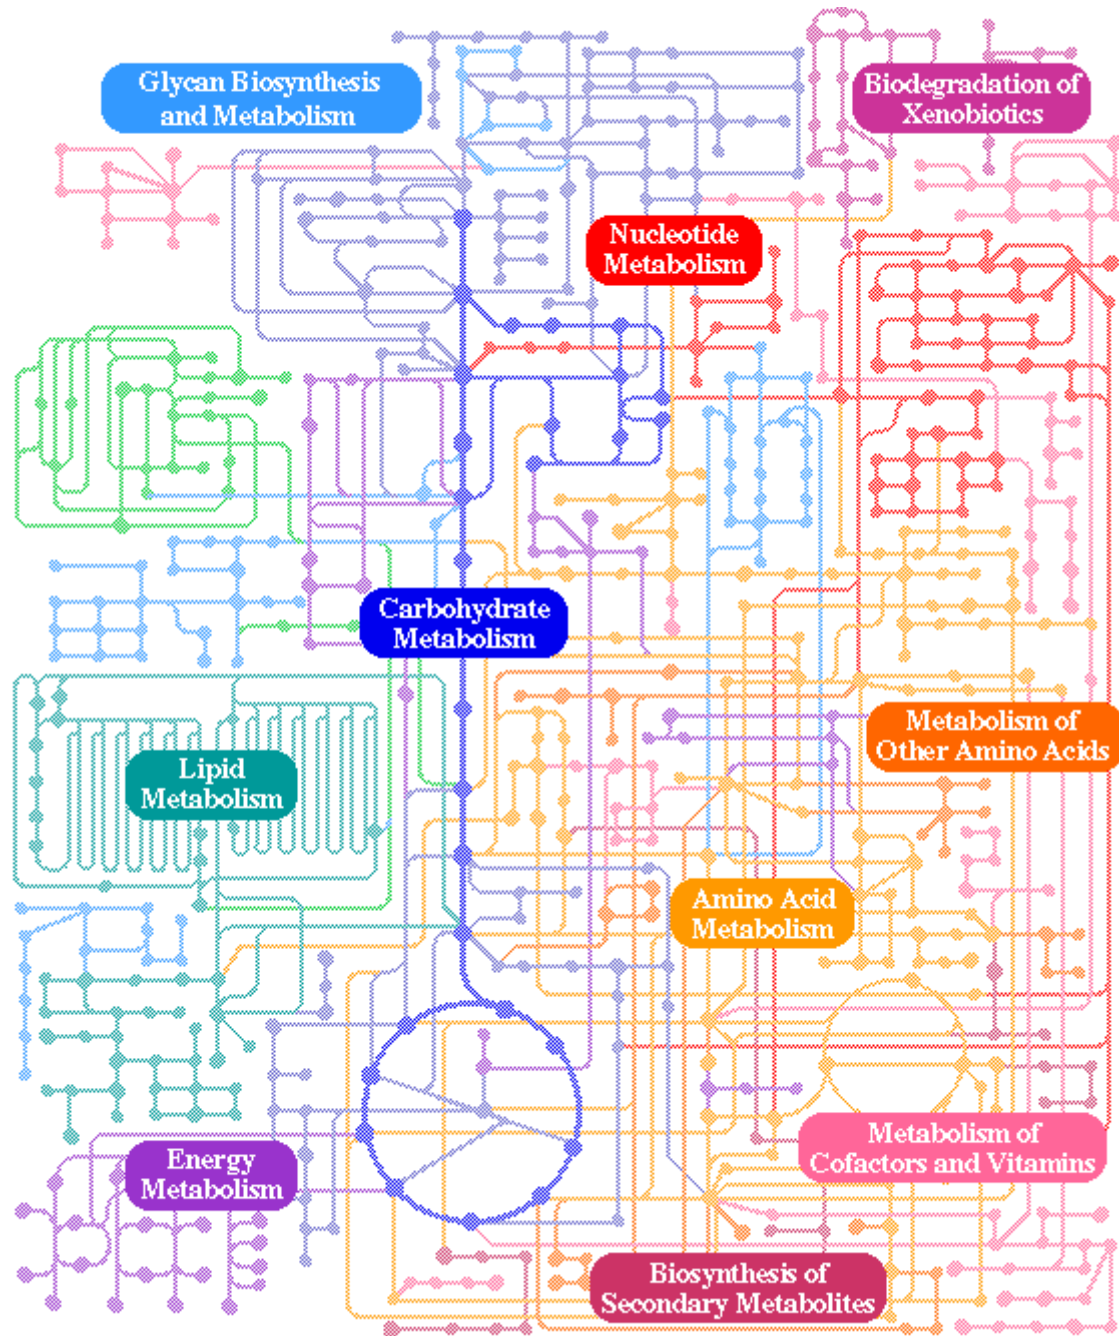 Glycan Biosynthesis
and Metabolism
Biodegradation of
Xenobiotics
Nucleotide
Metabolism
Carbohydrate
Metabolism
Metabolism of
Other Amino Acids
Lipid
Metabolism
Amino Acid
Metabolism
Metabolism of
Cofactors and Vitamins
Energy
Metabolism
Biosynthesis of
Secondary Metabolites